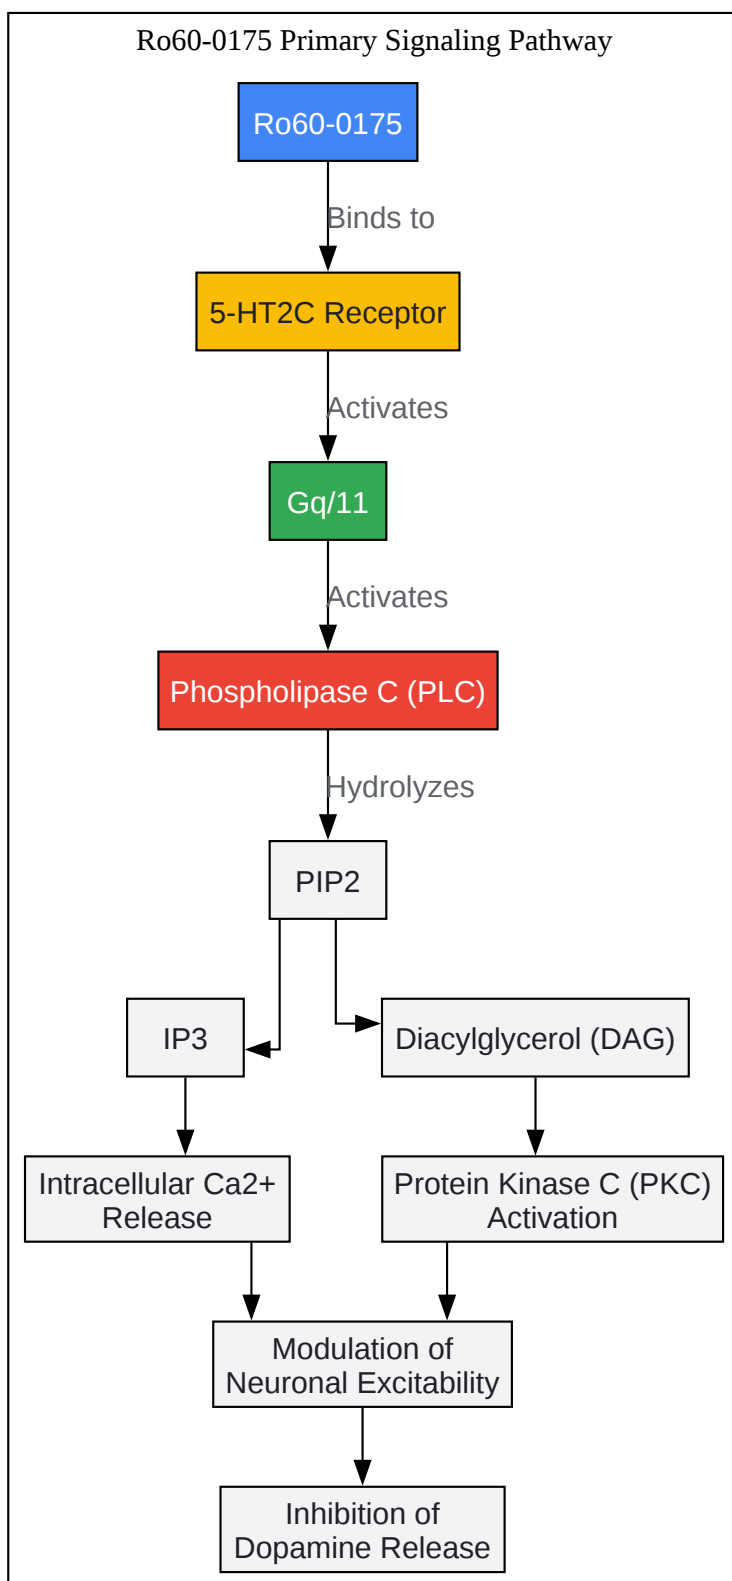 Ro60-0175 Primary Signaling Pathway
Ro60-0175
Binds to
5-HT2C Receptor
Activates
Gq/11
Activates
Phospholipase C (PLC)
Hydrolyzes
PIP2
IP3
Diacylglycerol (DAG)
Intracellular Ca2+
Release
Protein Kinase C (PKC)
Activation
Modulation of
Neuronal Excitability
Inhibition of
Dopamine Release